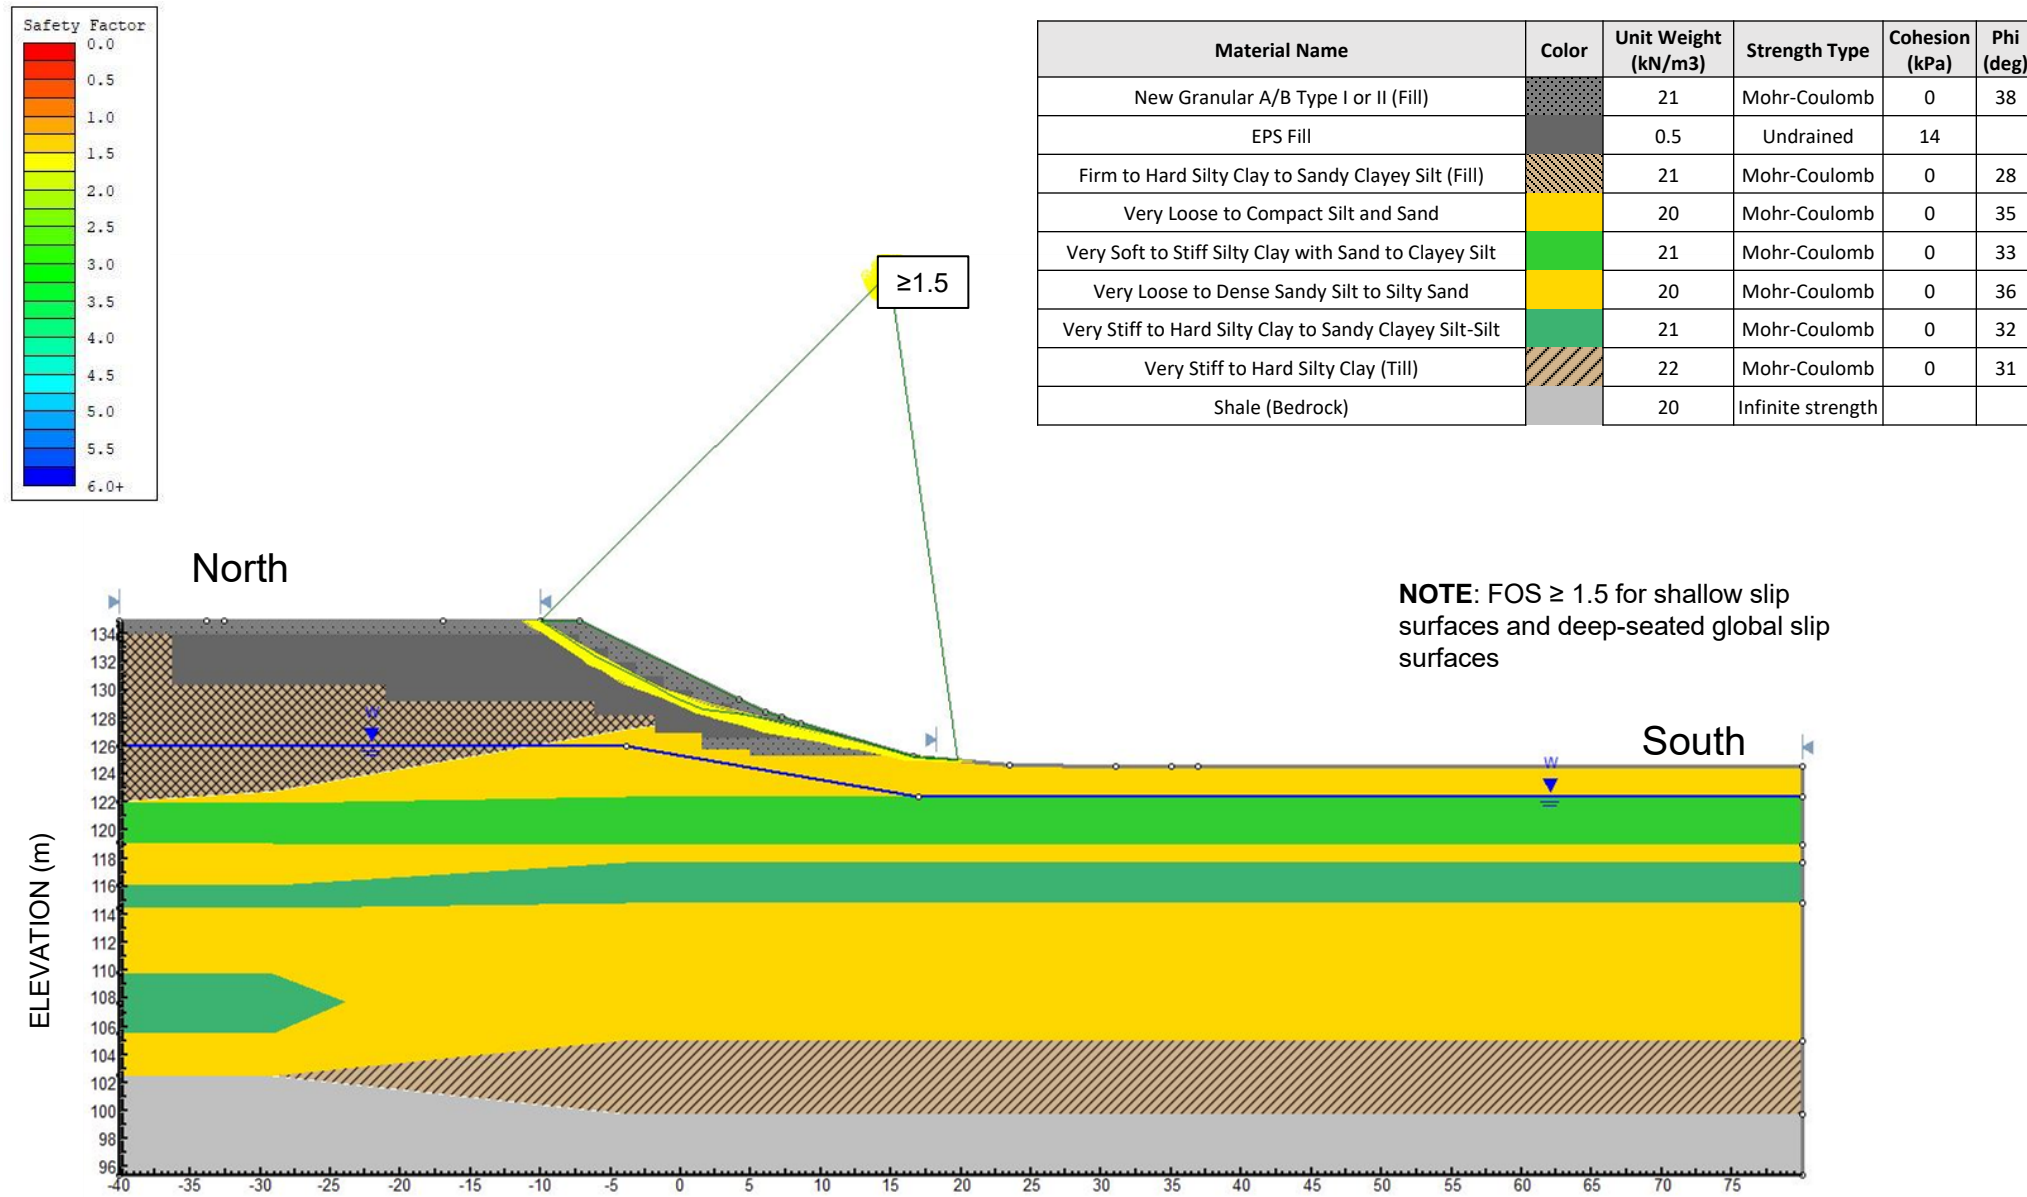 Safety Factor
0.0
0.5
1.0
1.5
2.0
2.5
3.0
3.5
4.0
4.5
5.0
5.5
6.0+
Material Name Color Unit Weight (kN/m3) Strength Type Cohesion (kPa) Phi (deg)
New Granular A/B Type I or II (Fill) 21 Mohr-Coulomb 0 38
EPS Fill 0.5 Undrained 14
Firm to Hard Silty Clay to Sandy Clayey Silt (Fill) 21 Mohr-Coulomb 0 28
Very Loose to Compact Silt and Sand 20 Mohr-Coulomb 0 35
Very Soft to Stiff Silty Clay with Sand to Clayey Silt 21 Mohr-Coulomb 0 33
Very Loose to Dense Sandy Silt to Silty Sand 20 Mohr-Coulomb 0 36
Very Stiff to Hard Silty Clay to Sandy Clayey Silt-Silt 21 Mohr-Coulomb 0 32
Very Stiff to Hard Silty Clay (Till) 22 Mohr-Coulomb 0 31
Shale (Bedrock) 20 Infinite strength
≥1.5
North
NOTE: FOS ≥ 1.5 for shallow slip
surfaces and deep-seated global slip
surfaces
South
W
W
ELEVATION (m)
134
132
130
128
126
124
122
120
118
116
114
112
110
108
106
104
102
100
98
96
-40 -35 -30 -25 -20 -15 -10 -5 0 5 10 15 20 25 30 35 40 45 50 55 60 65 70 75